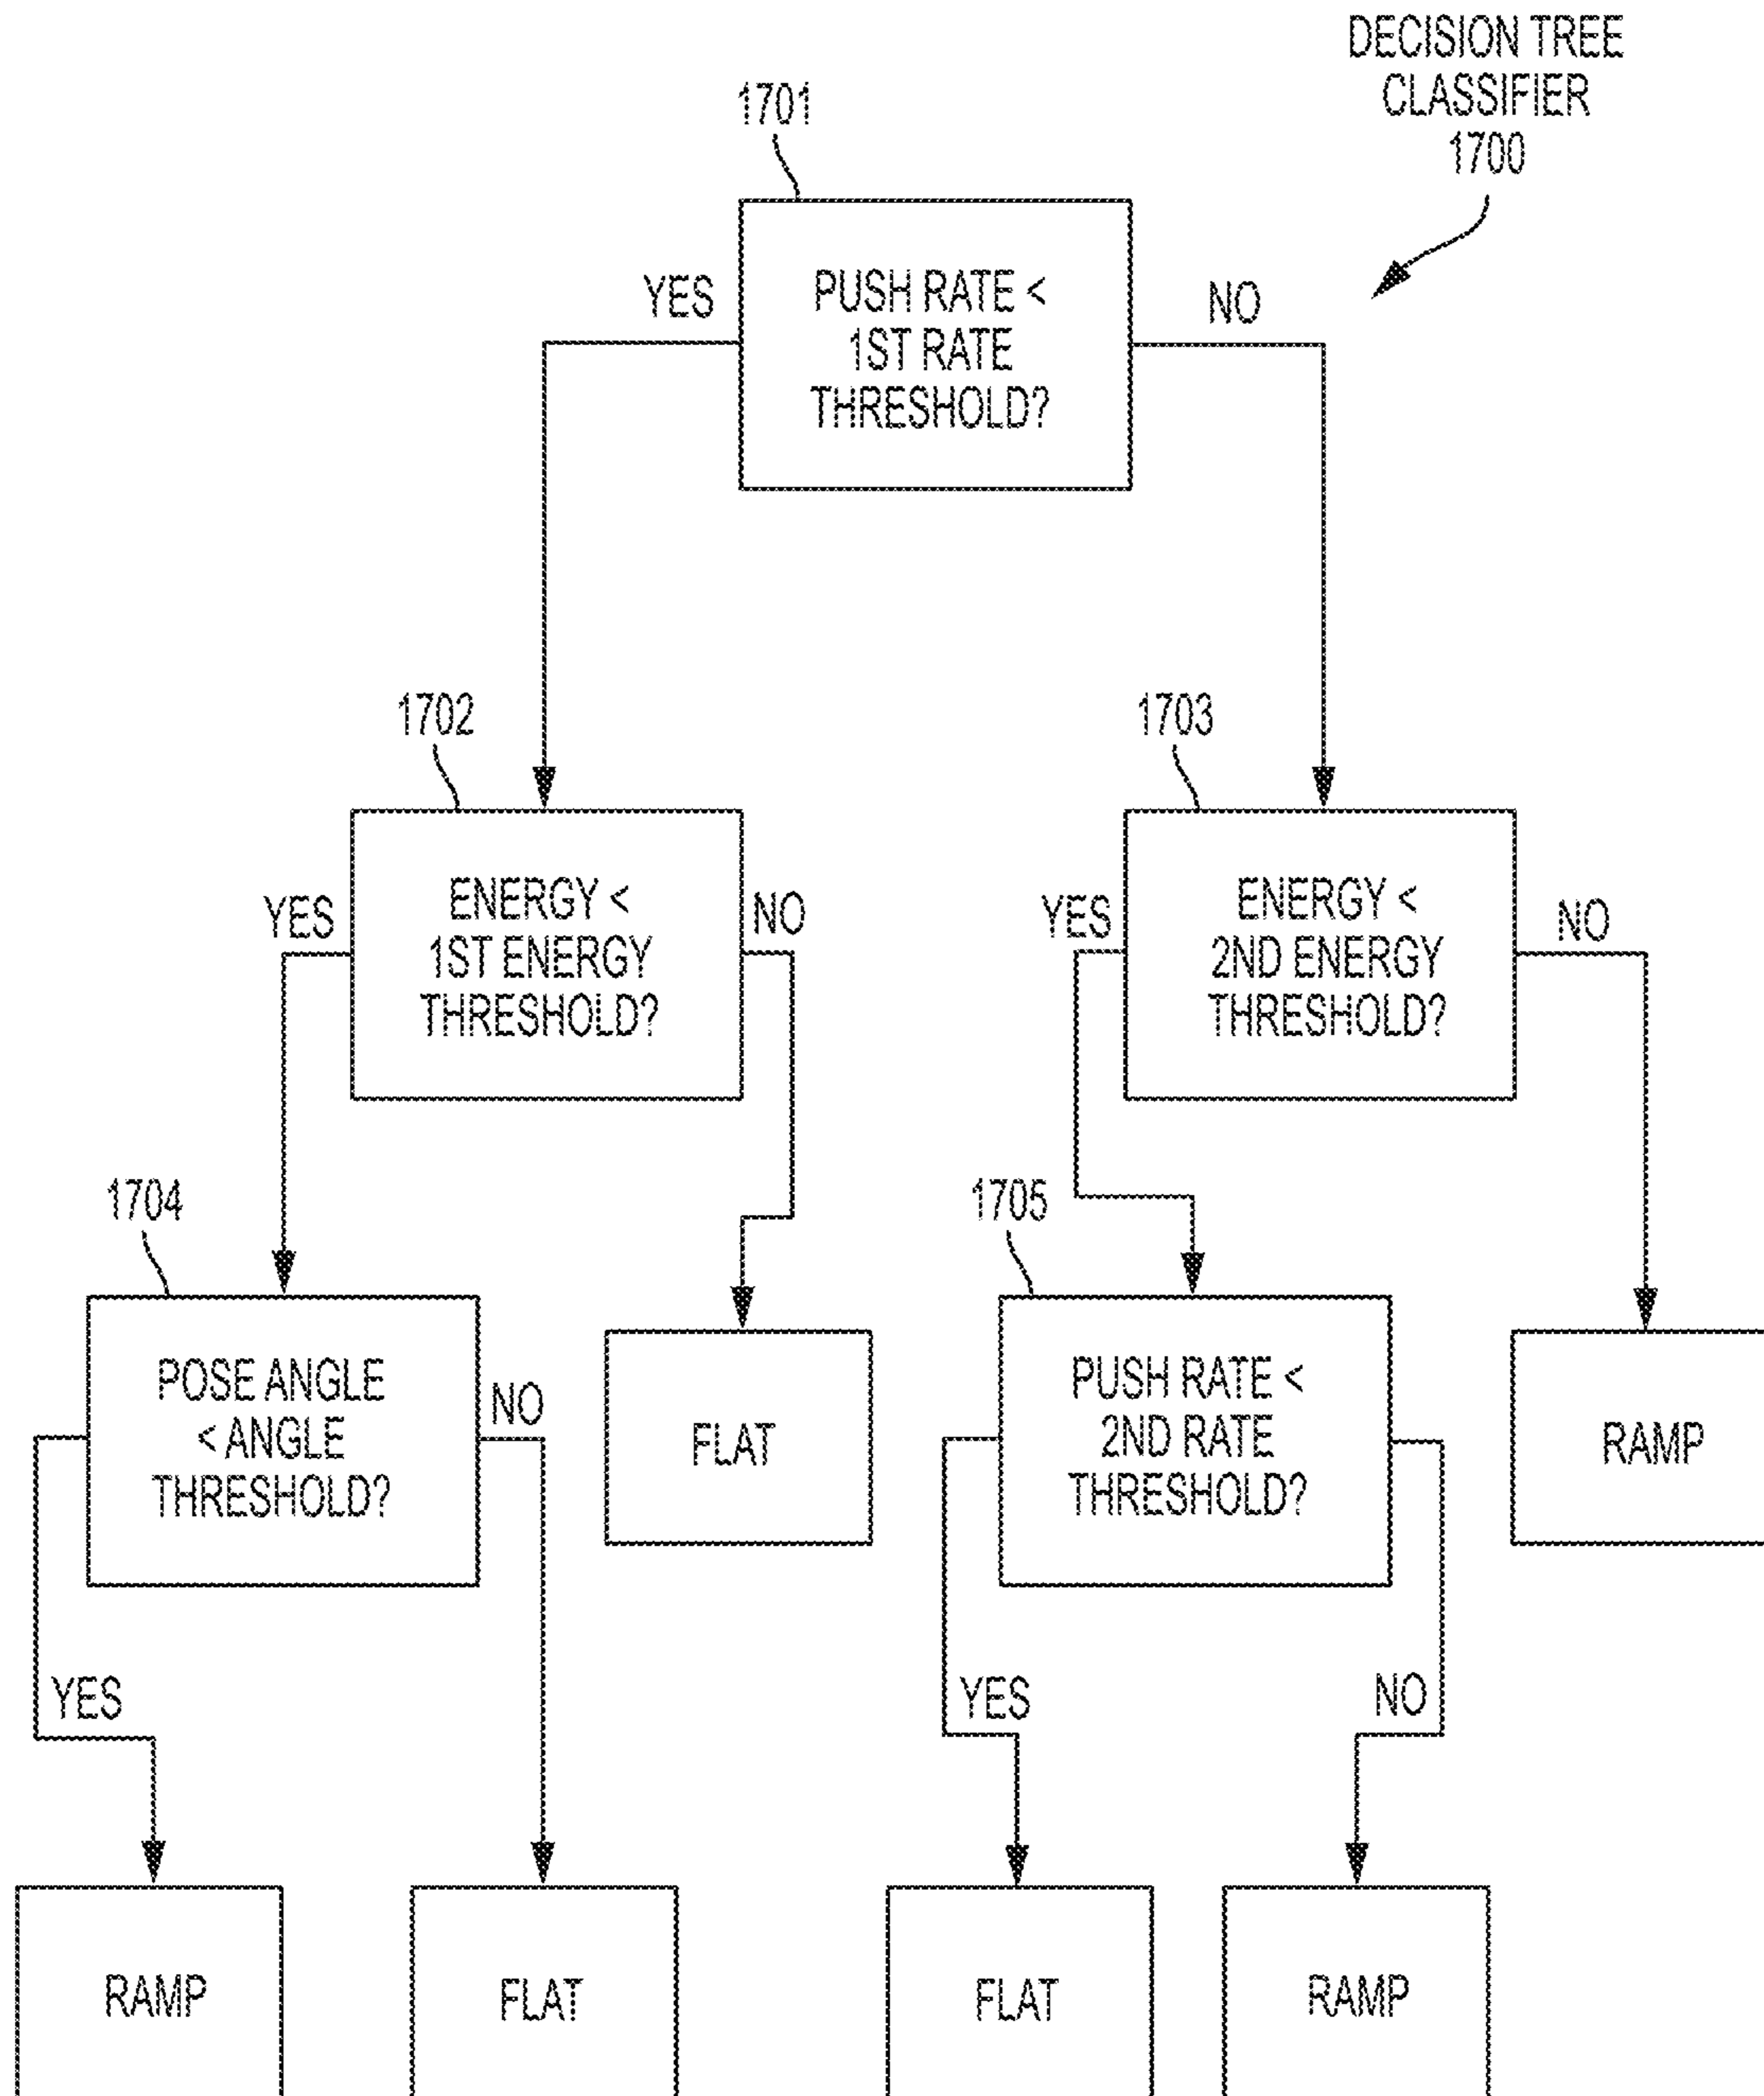 DECISION TREE
CLASSIFIER
1700
1701
PUSH RATE <
1ST RATE
THRESHOLD?
YES
NO
1702
ENERGY <
1ST ENERGY
THRESHOLD?
YES
NO
1703
ENERGY <
2ND ENERGY
THRESHOLD?
YES
NO
1704
POSE ANGLE
< ANGLE
THRESHOLD?
NO
YES
FLAT
1705
PUSH RATE <
2ND RATE
THRESHOLD?
YES
NO
RAMP
RAMP
FLAT
FLAT
RAMP